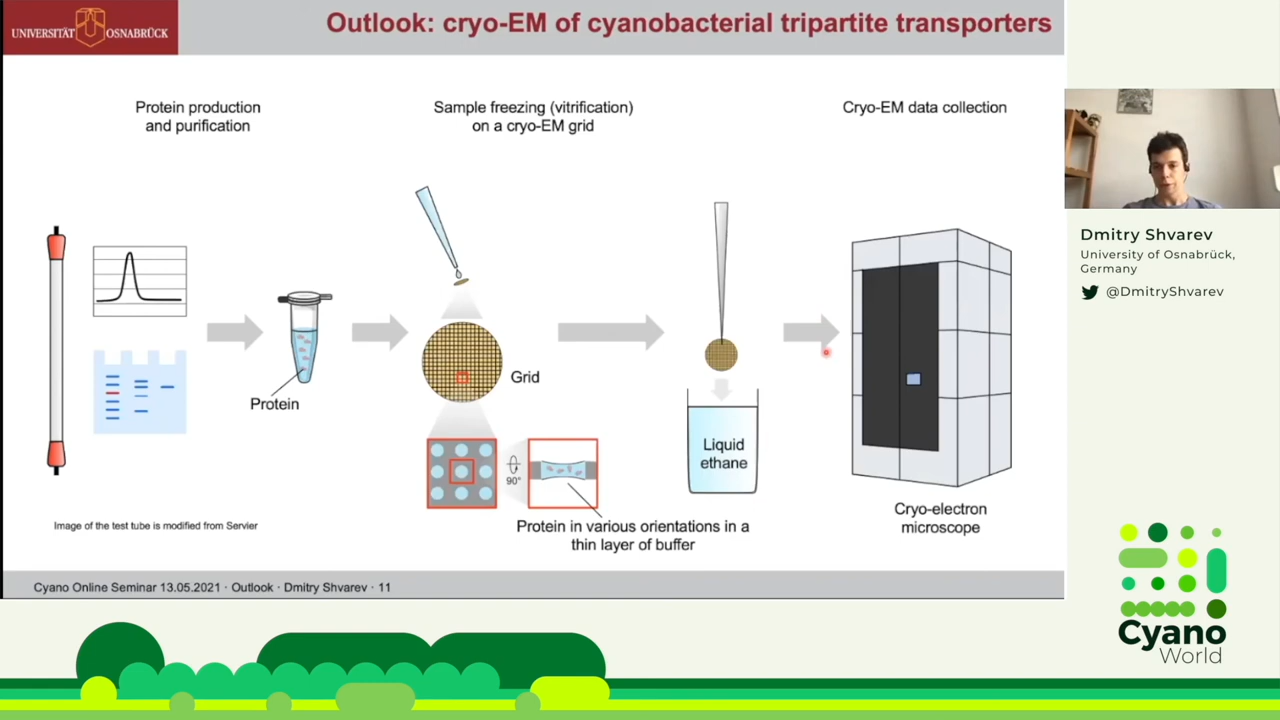 UNIVERSITÄT OSNABRÜCK
Outlook: cryo-EM of cyanobacterial tripartite transporters
Protein production
and purification
Sample freezing (vitrification)
on a cryo-EM grid
Cryo-EM data collection
Protein
Grid
90°
Liquid
ethane
Protein in various orientations in a
thin layer of buffer
Cryo-electron
microscope
Image of the test tube is modified from Servier
Cyano Online Seminar 13.05.2021 · Outlook · Dmitry Shvarev · 11
Dmitry Shvarev
University of Osnabrück,
Germany
@DmitryShvarev
Cyano
World